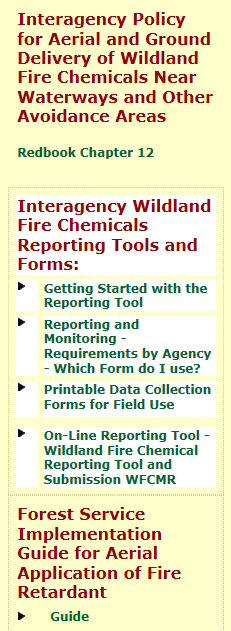 Interagency Policy
for Aerial and Ground
Delivery of Wildland
Fire Chemicals Near
Waterways and Other
Avoidance Areas
Redbook Chapter 12
Interagency Wildland
Fire Chemicals
Reporting Tools and
Forms:
Getting Started with the
Reporting Tool
Reporting and
Monitoring -
Requirements by Agency
- Which Form do I use?
Printable Data Collection
Forms for Field Use
On-Line Reporting Tool -
Wildland Fire Chemical
Reporting Tool and
Submission WFCMR
Forest Service
Implementation
Guide for Aerial
Application of Fire
Retardant
Guide